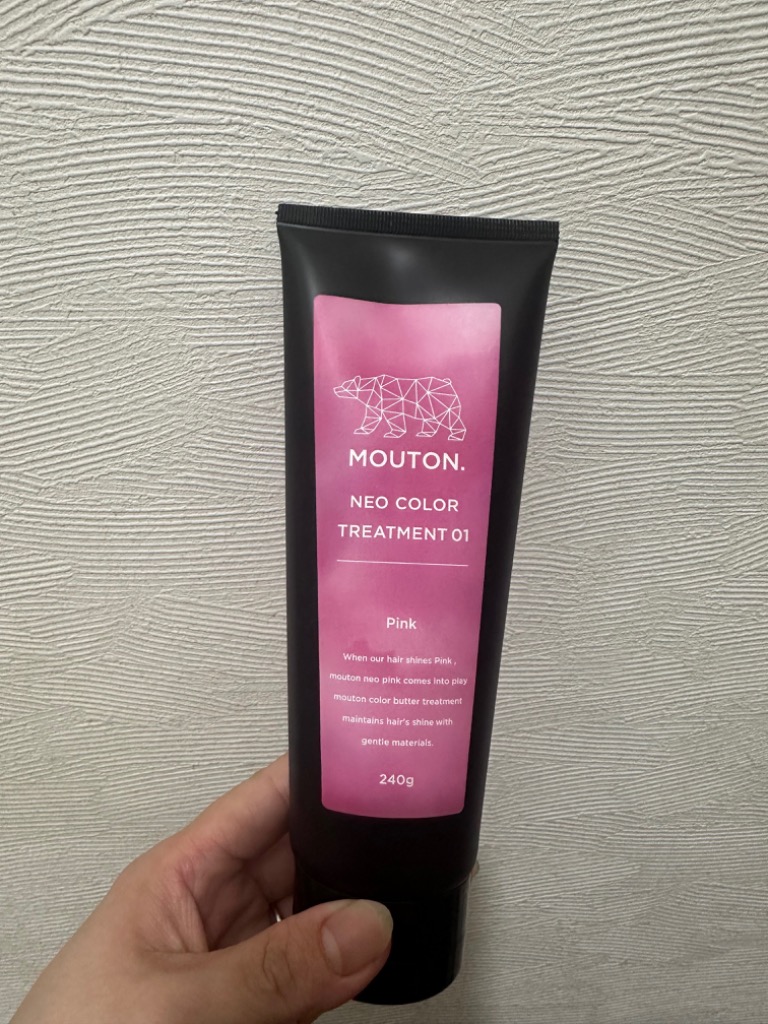 MOUTON.
NEO COLOR
TREATMENT 01
Pink
When our hair shines Pink ,
mouton neo pink comes into play
mouton color butter treatment
maintains hair's shine with
gentle materials.
240g